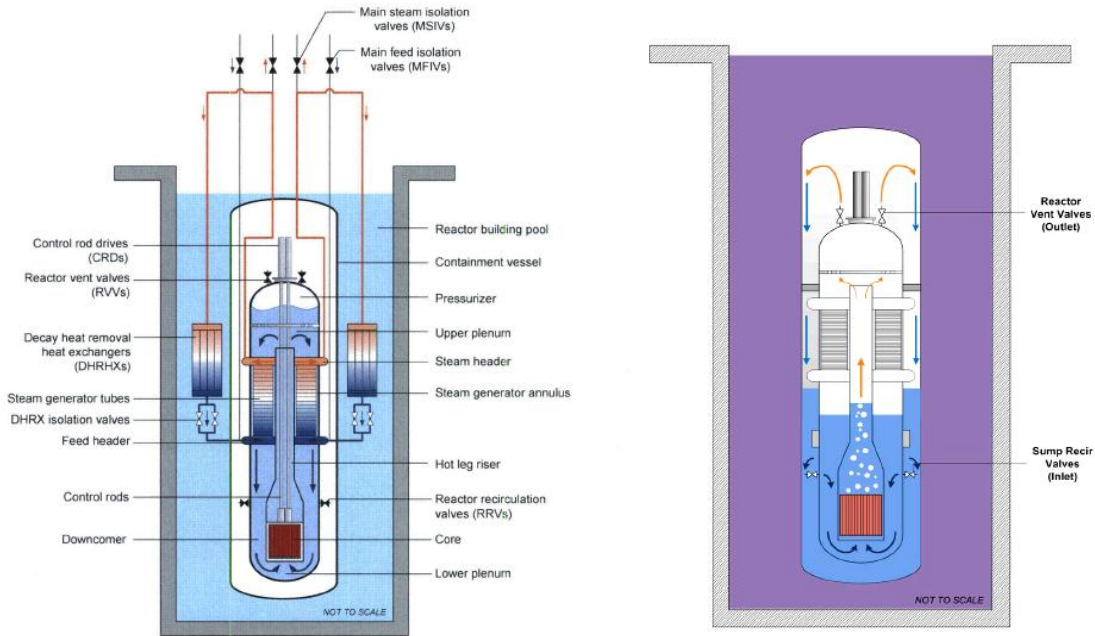 Main steam isolation
valves (MSIVs)
Main feed isolation
valves (MFIVs)
Control rod drives
(CRDs)
Reactor vent valves
(RVVs)
Decay heat removal
heat exchangers
(DHRHXs)
Steam generator tubes
DHRX isolation valves
Feed header
Control rods
Downcomer
Reactor building pool
Containment vessel
Pressurizer
Upper plenum
Steam header
Steam generator annulus
Hot leg riser
Reactor recirculation
valves (RRVs)
Core
Lower plenum
NOT TO SCALE
Reactor
Vent Valves
(Outlet)
Sump Recir
Valves
(Inlet)
NOT TO SCALE